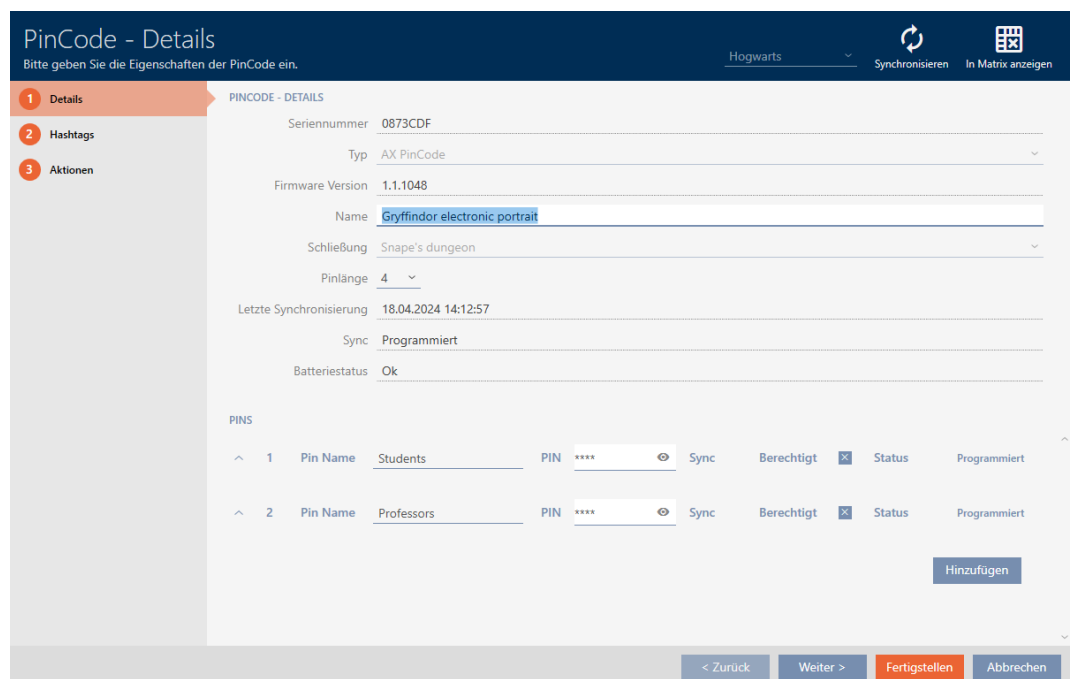 PinCode - Details
Bitte geben Sie die Eigenschaften der PinCode ein.
Hogwarts
Synchronisieren
In Matrix anzeigen
1 Details
2 Hashtags
3 Aktionen
PINCODE - DETAILS
Seriennummer 0873CDF
Typ AX PinCode
Firmware Version 1.1.1048
Name Gryffindor electronic portrait
Schließung Snape's dungeon
Pinlänge 4
Letzte Synchronisierung 18.04.2024 14:12:57
Sync Programmiert
Batteriestatus Ok
PINS
1 Pin Name Students PIN **** Sync Berechtigt Status Programmiert
2 Pin Name Professors PIN **** Sync Berechtigt Status Programmiert
Hinzufügen
< Zurück Weiter > Fertigstellen Abbrechen